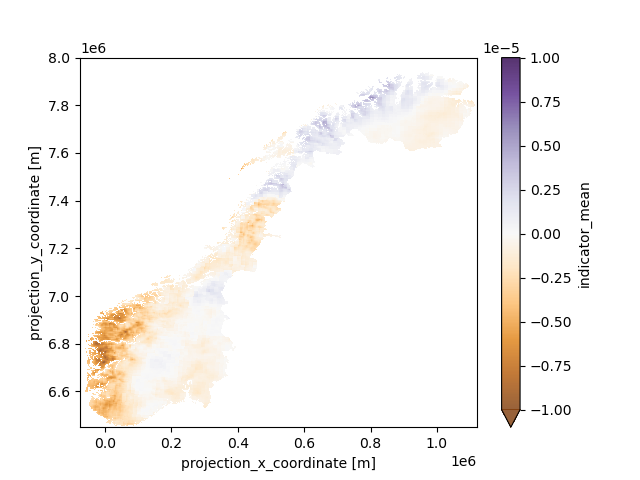 1e6
8.0
7.8
7.6
7.4
7.2
7.0
6.8
6.6
projection_y_coordinate [m]
0.0 0.2 0.4 0.6 0.8 1.0
1e6
projection_x_coordinate [m]
1e−5
1.00
0.75
0.50
0.25
0.00
−0.25
−0.50
−0.75
−1.00
indicator_mean